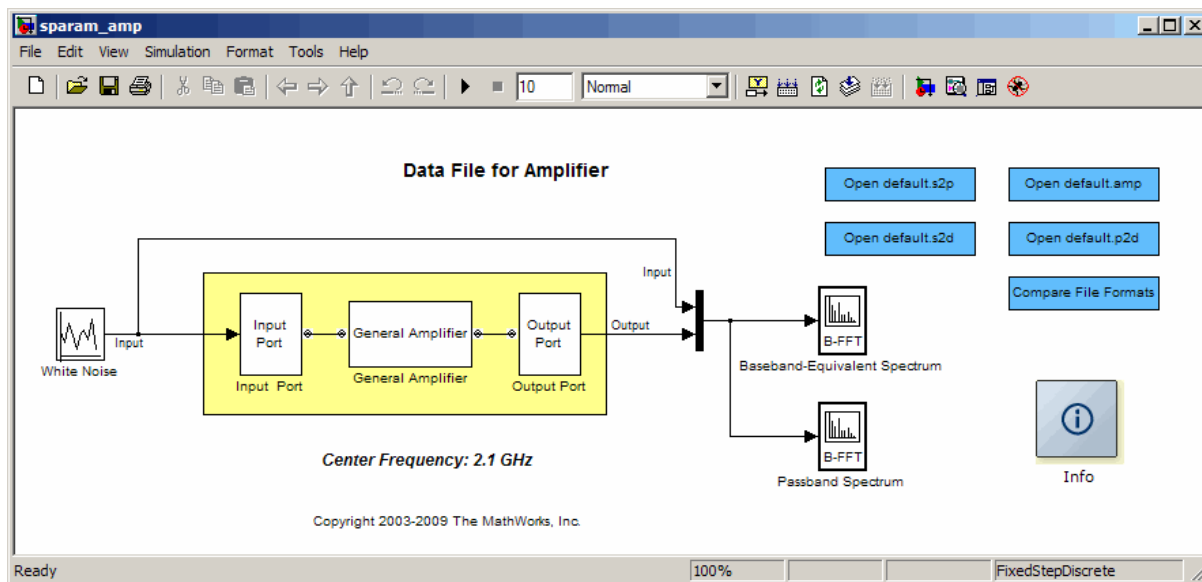 sparam_amp
File Edit View Simulation Format Tools Help
10 Normal
Data File for Amplifier
Open default.s2p Open default.amp
Open default.s2d Open default.p2d
Compare File Formats
Input
Input Port
General Amplifier
Output Port
Output
Input
White Noise
Input Port
General Amplifier
Output Port
B-FFT
Baseband-Equivalent Spectrum
B-FFT
Passband Spectrum
Info
Center Frequency: 2.1 GHz
Copyright 2003-2009 The MathWorks, Inc.
Ready 100% FixedStepDiscrete